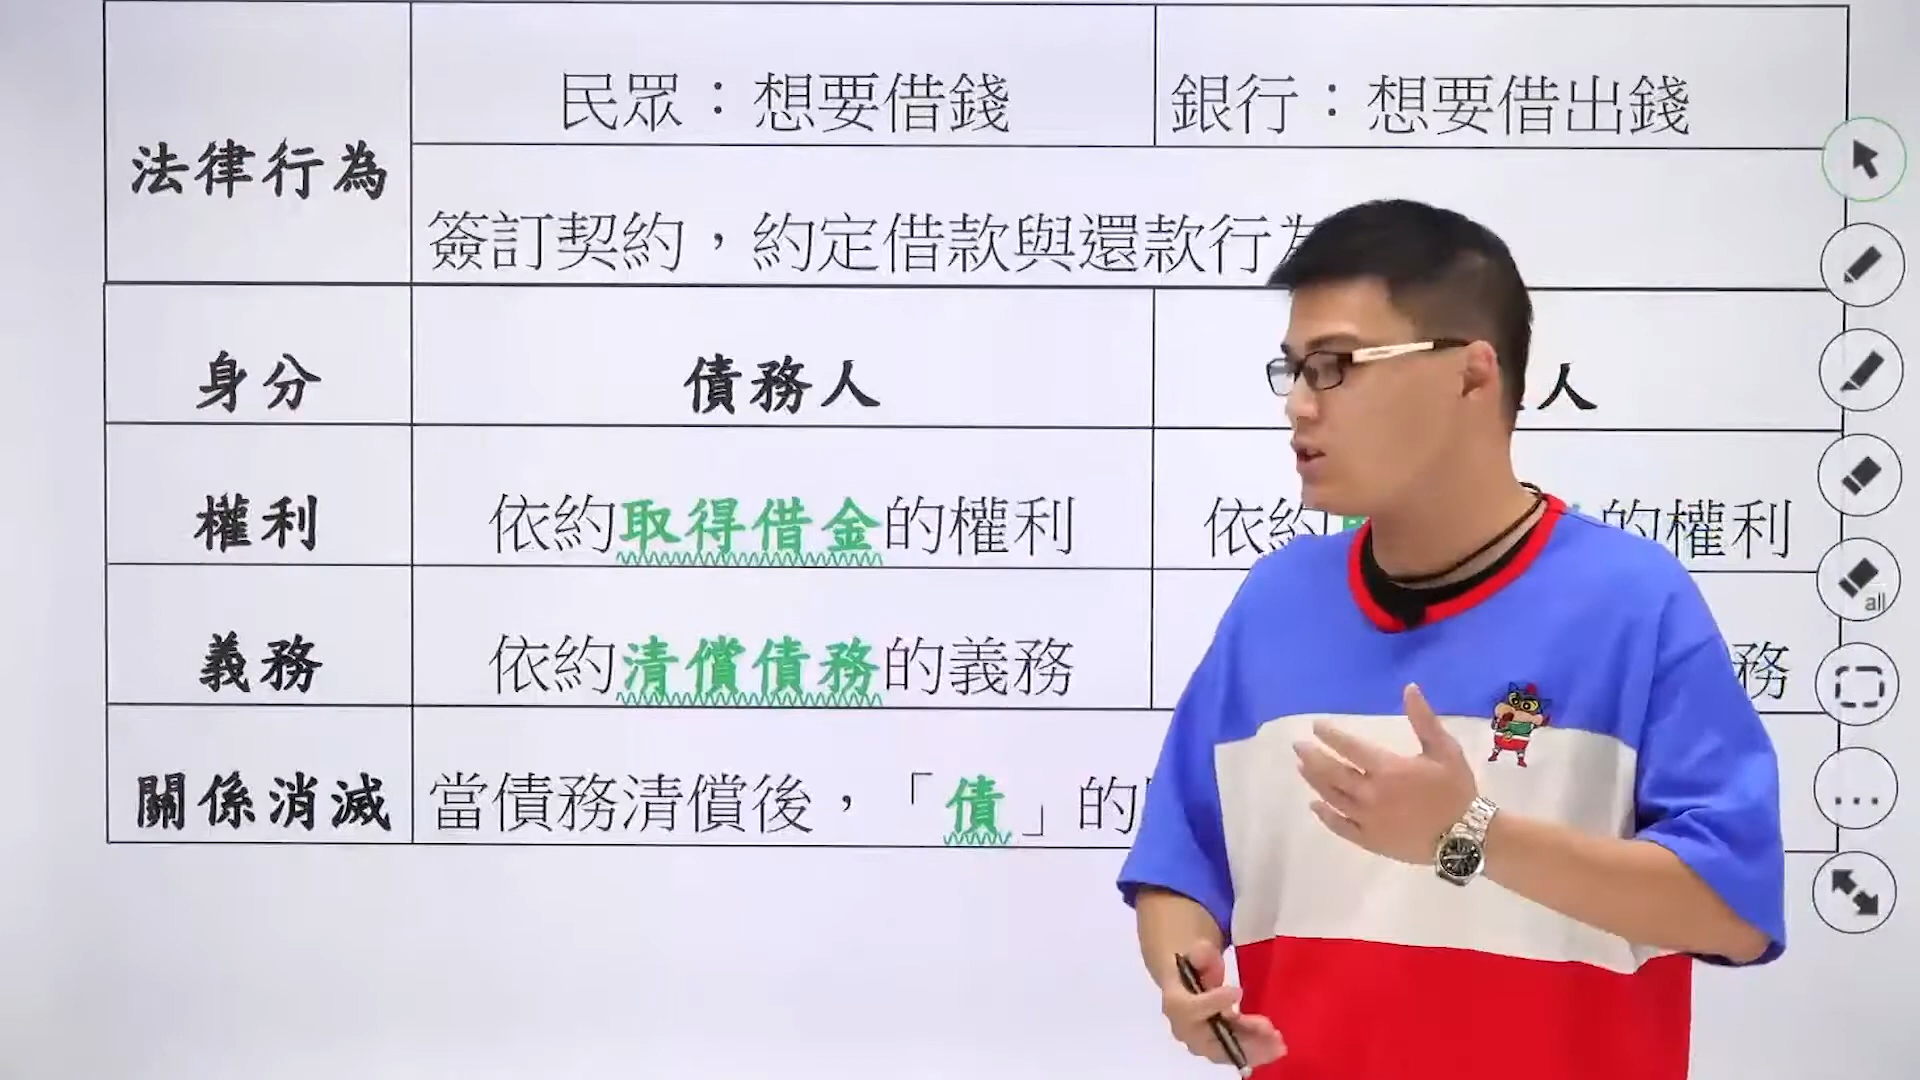 民眾：想要借錢
銀行：想要借出錢
法律行為
簽訂契約，約定借款與還款行為
身分
債務人
人
權利
依約取得借金的權利
依約
的權利
義務
依約清償債務的義務
務
關係消滅
當債務清償後，「債」的
all